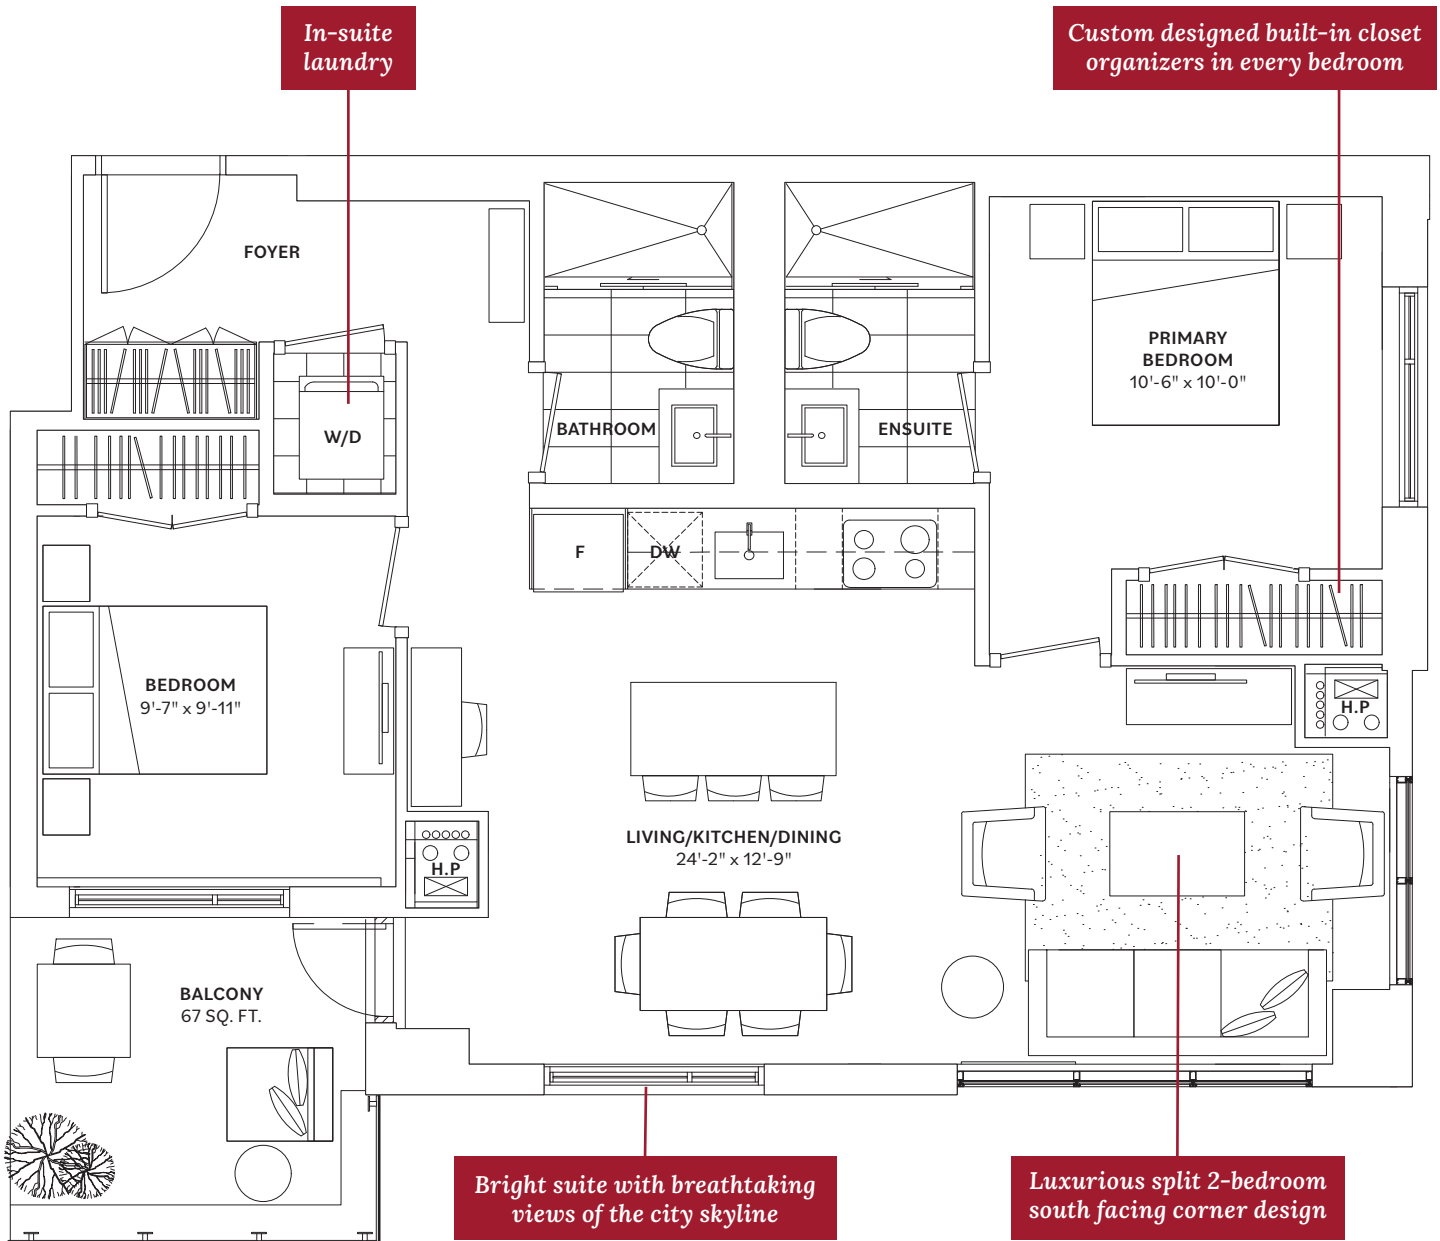 In-suite
laundry
Custom designed built-in closet
organizers in every bedroom
FOYER
PRIMARY
BEDROOM
10'-6" x 10'-0"
W/D
BATHROOM
ENSUITE
F
DW
BEDROOM
9'-7" x 9'-11"
H.P
LIVING/KITCHEN/DINING
24'-2" x 12'-9"
H.P
BALCONY
67 SQ. FT.
Bright suite with breathtaking
views of the city skyline
Luxurious split 2-bedroom
south facing corner design